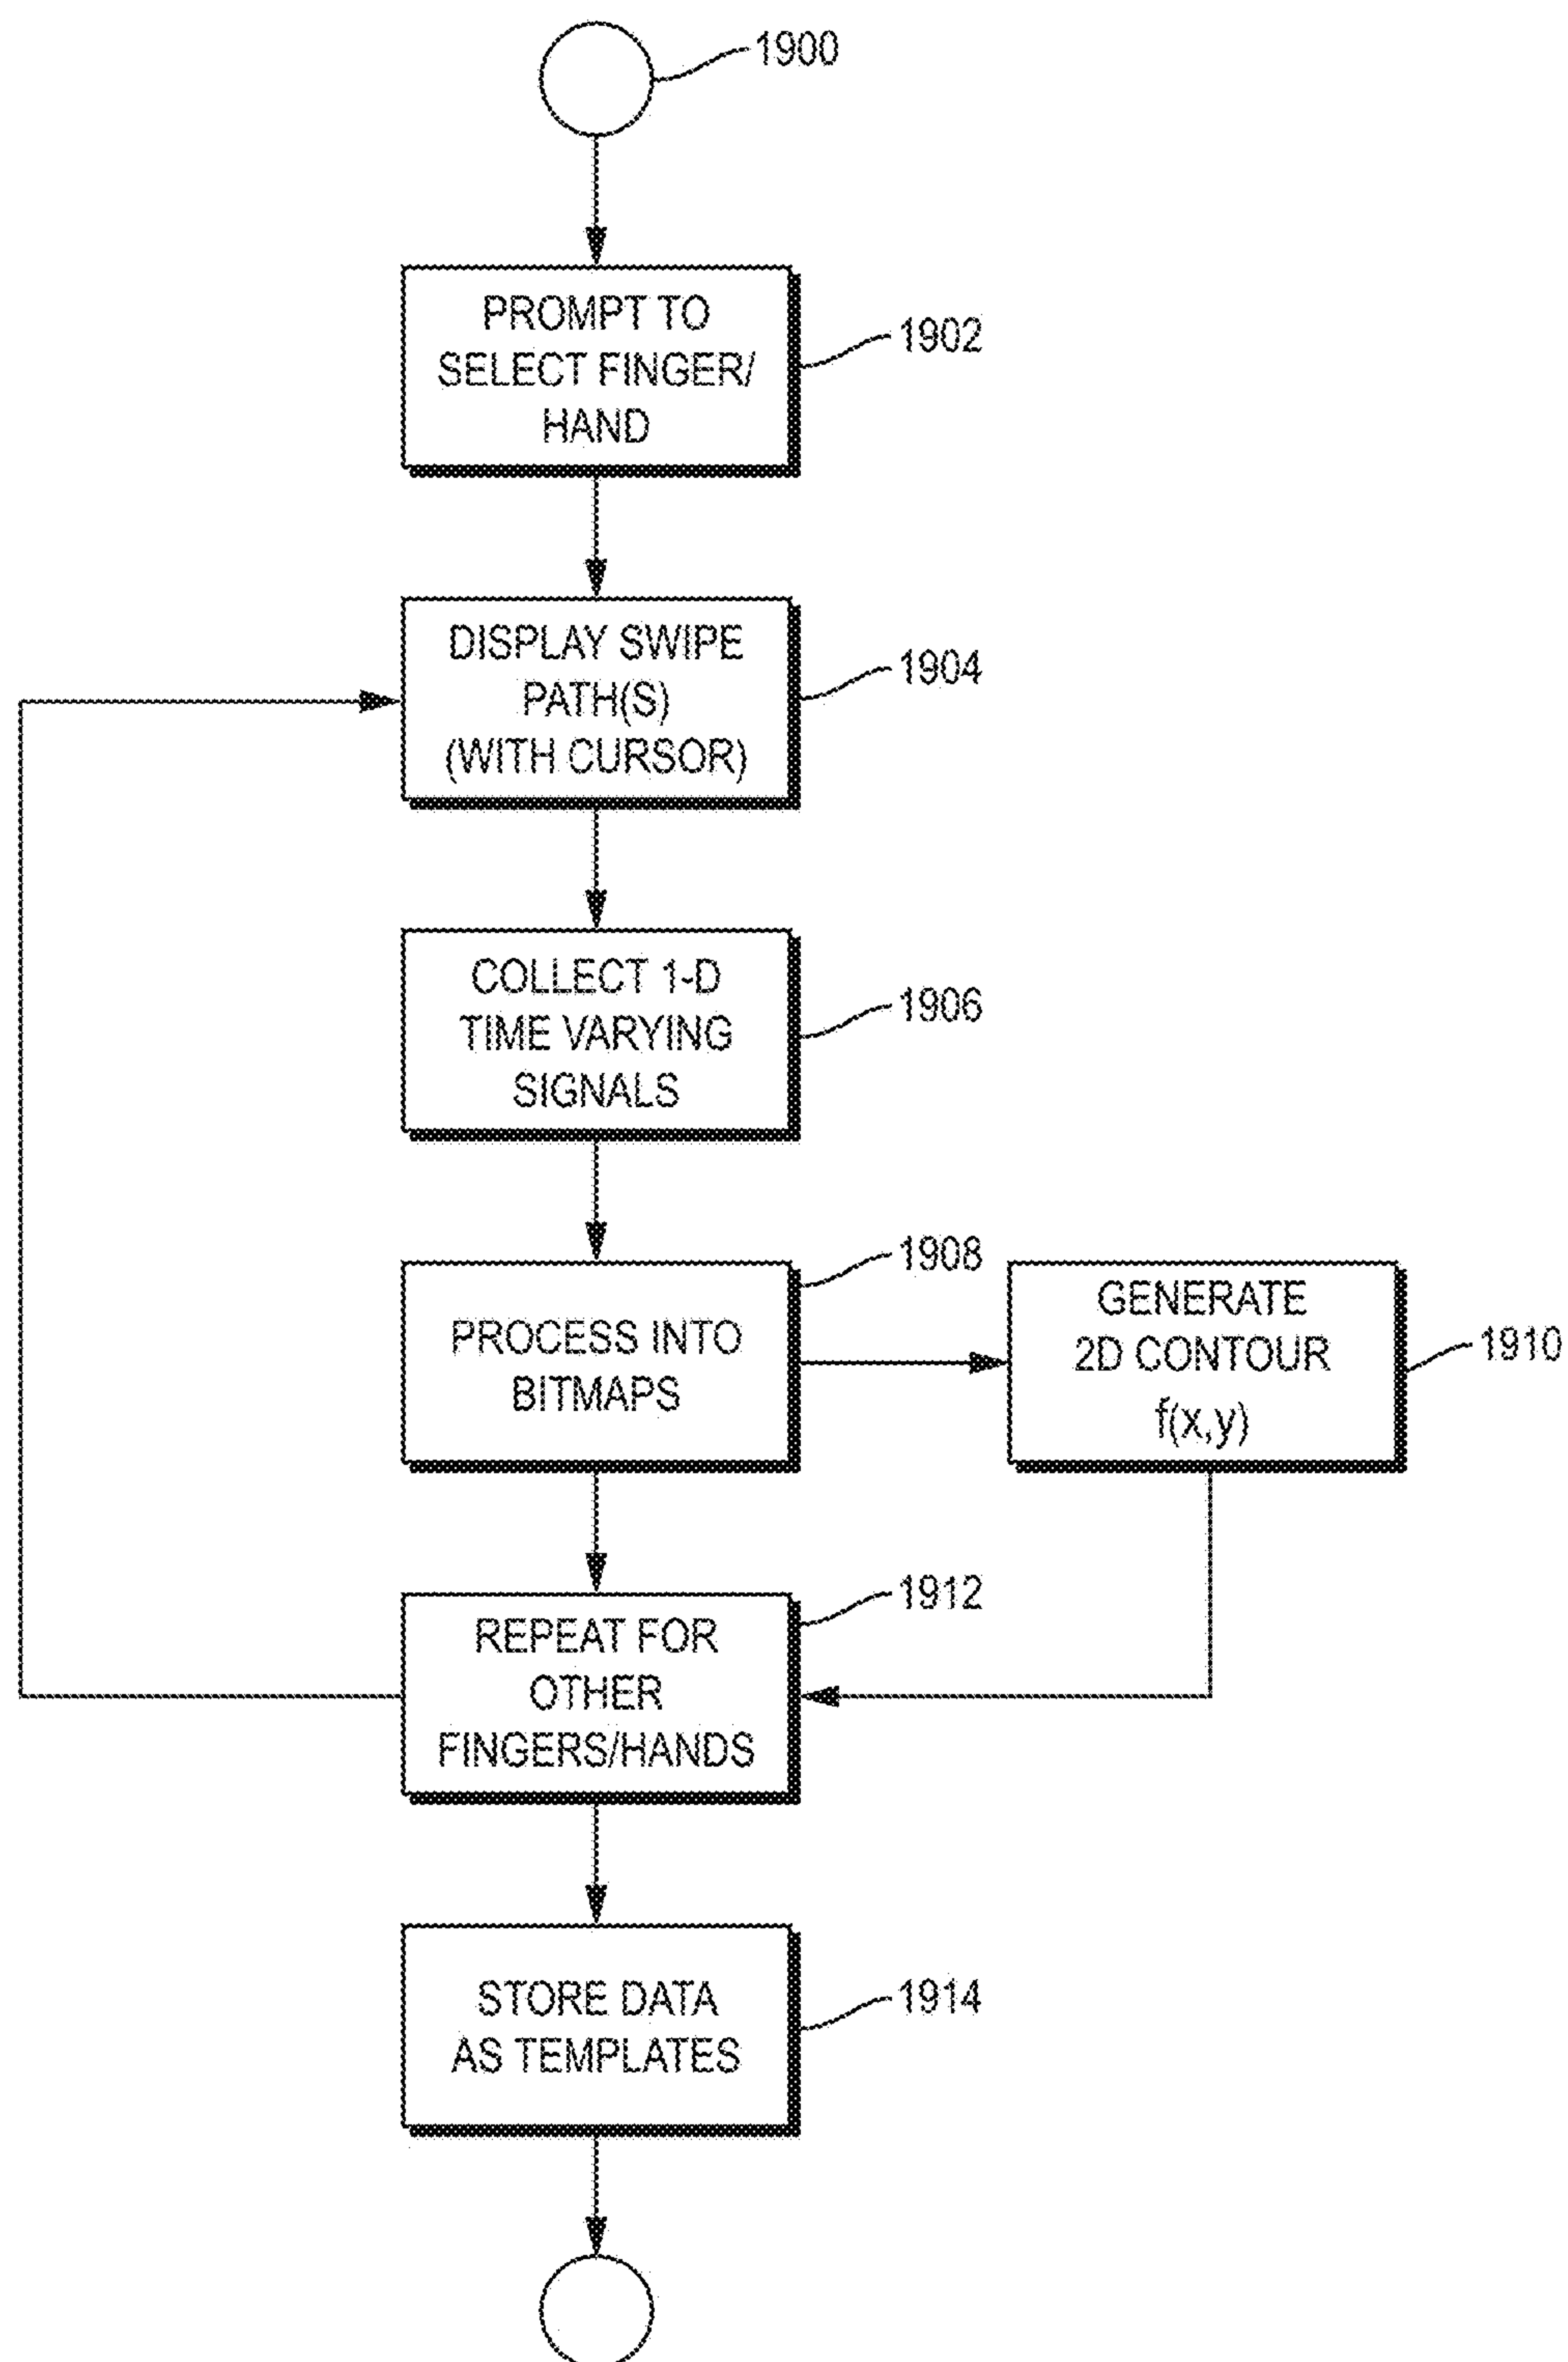 1900
PROMPT TO
SELECT FINGER/
HAND
1902
DISPLAY SWIPE
PATH(S)
(WITH CURSOR)
1904
COLLECT 1-D
TIME VARYING
SIGNALS
1906
PROCESS INTO
BITMAPS
1908
GENERATE
2D CONTOUR
f(x,y)
1910
REPEAT FOR
OTHER
FINGERS/HANDS
1912
STORE DATA
AS TEMPLATES
1914